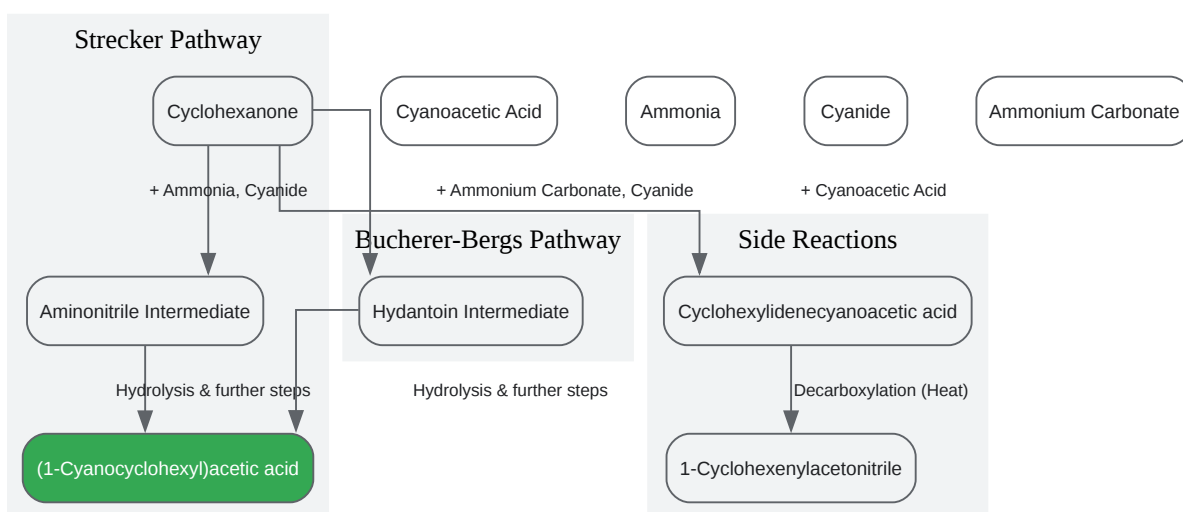 Strecker Pathway
Cyclohexanone
Cyanoacetic Acid
Ammonia
Cyanide
Ammonium Carbonate
+ Ammonia, Cyanide
+ Ammonium Carbonate, Cyanide
+ Cyanoacetic Acid
Bucherer-Bergs Pathway
Side Reactions
Aminonitrile Intermediate
Hydantoin Intermediate
Cyclohexylidenecyanoacetic acid
Hydrolysis & further steps
Hydrolysis & further steps
Decarboxylation (Heat)
(1-Cyanocyclohexyl)acetic acid
1-Cyclohexenylacetonitrile